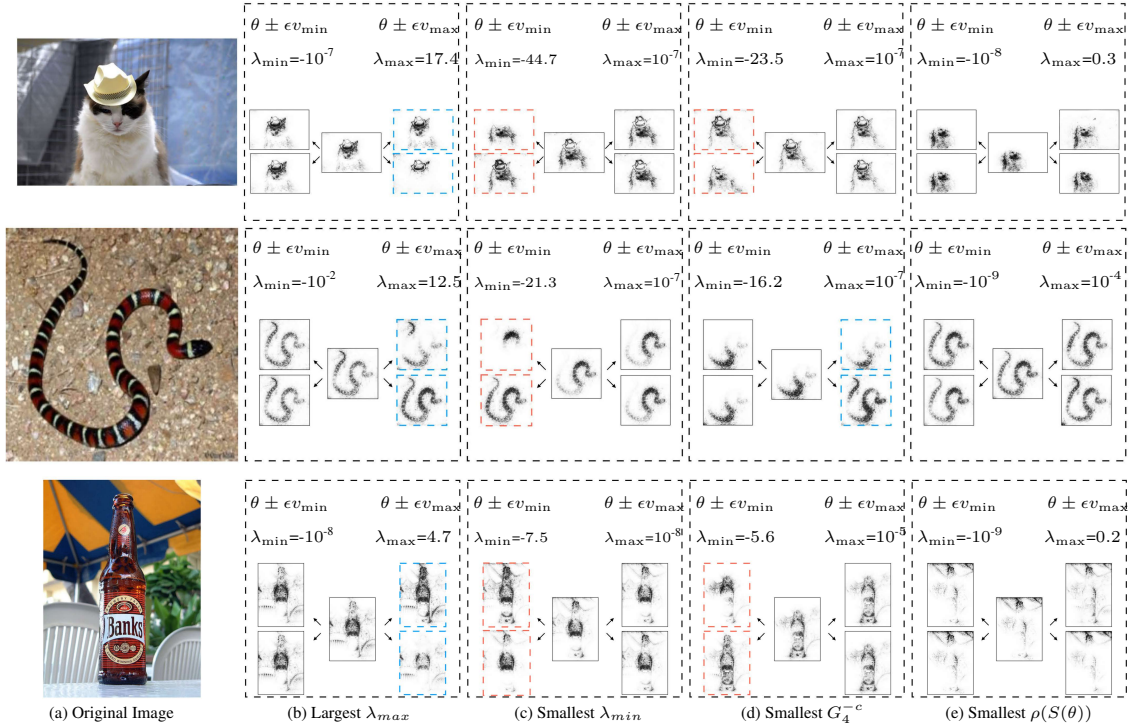 θ ± ϵv_min θ ± ϵv_max θ ± ϵv_min θ ± ϵv_max θ ± ϵv_min θ ± ϵv_max θ ± ϵv_min θ ± ϵv_max
λ_min=-10^-7 λ_max=17.4 λ_min=-44.7 λ_max=10^-7 λ_min=-23.5 λ_max=10^-7 λ_min=-10^-8 λ_max=0.3
θ ± ϵv_min θ ± ϵv_max θ ± ϵv_min θ ± ϵv_max θ ± ϵv_min θ ± ϵv_max θ ± ϵv_min θ ± ϵv_max
λ_min=-10^-2 λ_max=12.5 λ_min=-21.3 λ_max=10^-7 λ_min=-16.2 λ_max=10^-7 λ_min=-10^-9 λ_max=10^-4
θ ± ϵv_min θ ± ϵv_max θ ± ϵv_min θ ± ϵv_max θ ± ϵv_min θ ± ϵv_max θ ± ϵv_min θ ± ϵv_max
λ_min=-10^-8 λ_max=4.7 λ_min=-7.5 λ_max=10^-8 λ_min=-5.6 λ_max=10^-5 λ_min=-10^-9 λ_max=0.2
Banks
(a) Original Image (b) Largest λ_max (c) Smallest λ_min (d) Smallest G_4^-c (e) Smallest ρ(S(θ))